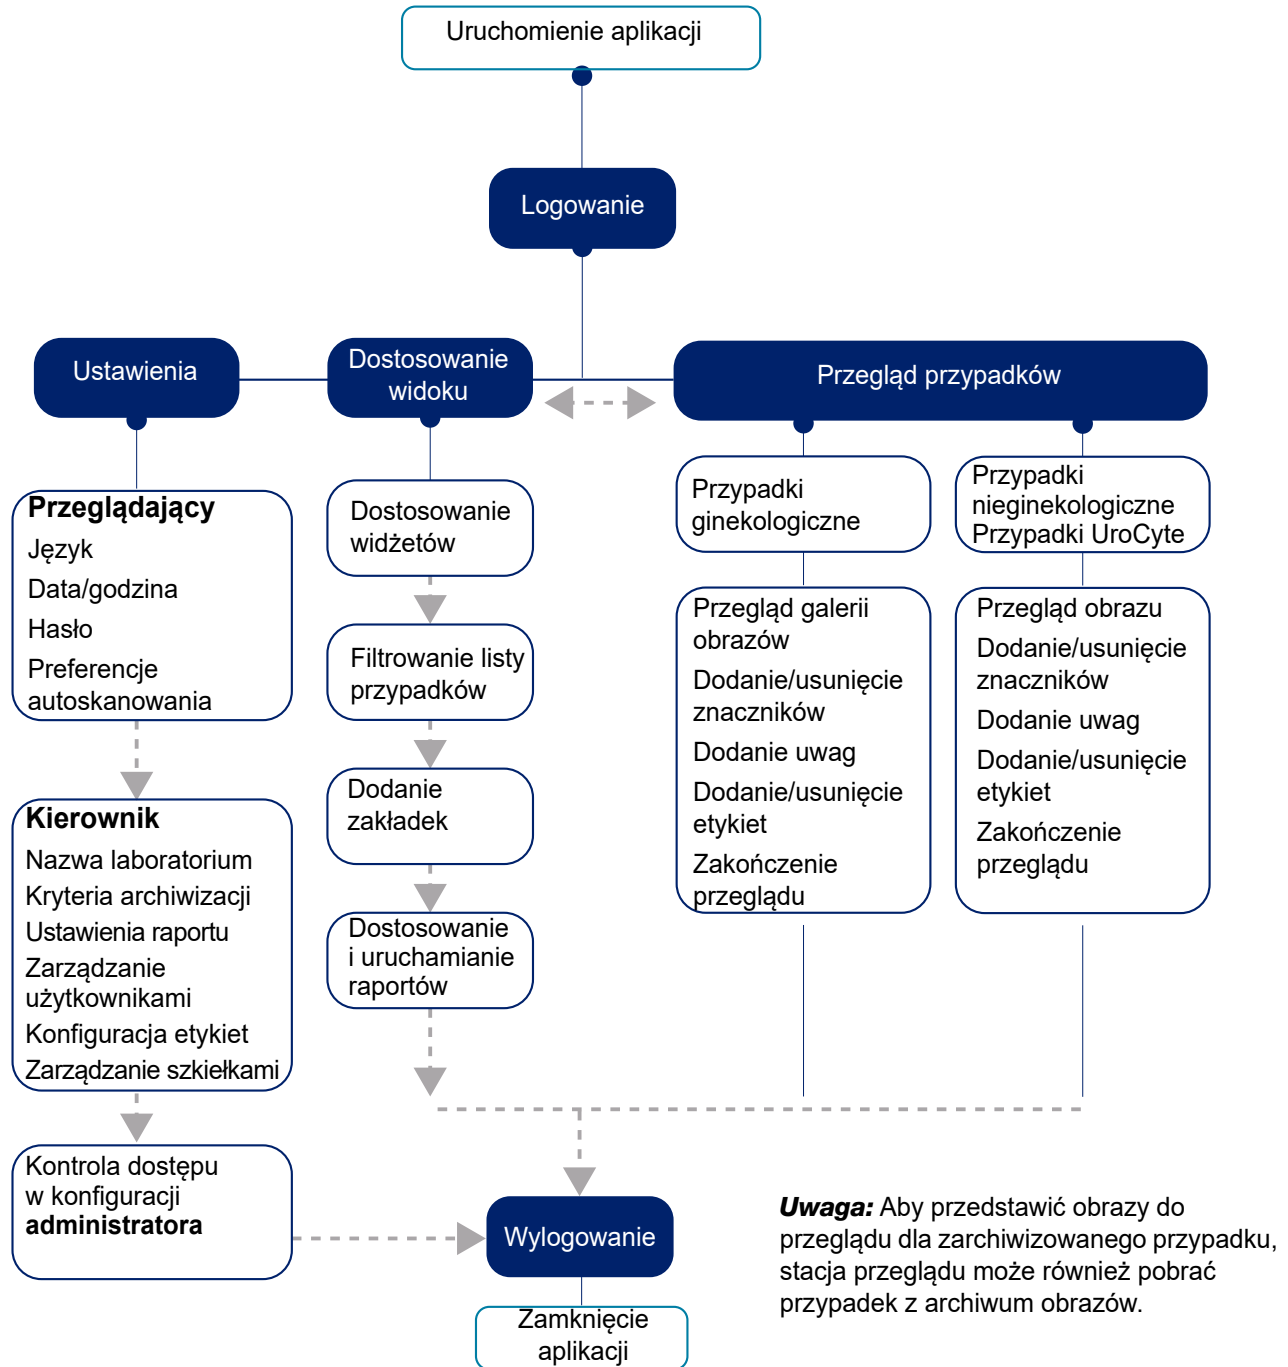 Uruchomienie aplikacji
Logowanie
Ustawienia
Dostosowanie
widoku
Przegląd przypadków
Przeglądający
Język
Data/godzina
Hasło
Preferencje
autoskanowania
Kierownik
Nazwa laboratorium
Kryteria archiwizacji
Ustawienia raportu
Zarządzanie
użytkownikami
Konfiguracja etykiet
Zarządzanie szkiełkami
Kontrola dostępu
w konfiguracji
administratora
Dostosowanie
widżetów
Filtrowanie listy
przypadków
Dodanie
zakładek
Dostosowanie
i uruchamianie
raportów
Przypadki
ginekologiczne
Przegląd galerii
obrazów
Dodanie/usunięcie
znaczników
Dodanie uwag
Dodanie/usunięcie
etykiet
Zakończenie
przeglądu
Przypadki
nieginekologiczne
Przypadki UroCyte
Przegląd obrazu
Dodanie/usunięcie
znaczników
Dodanie uwag
Dodanie/usunięcie
etykiet
Zakończenie
przeglądu
Wylogowanie
Zamknięcie
aplikacji
Uwaga: Aby przedstawić obrazy do
przeglądu dla zarchiwizowanego przypadku,
stacja przeglądu może również pobrać
przypadek z archiwum obrazów.